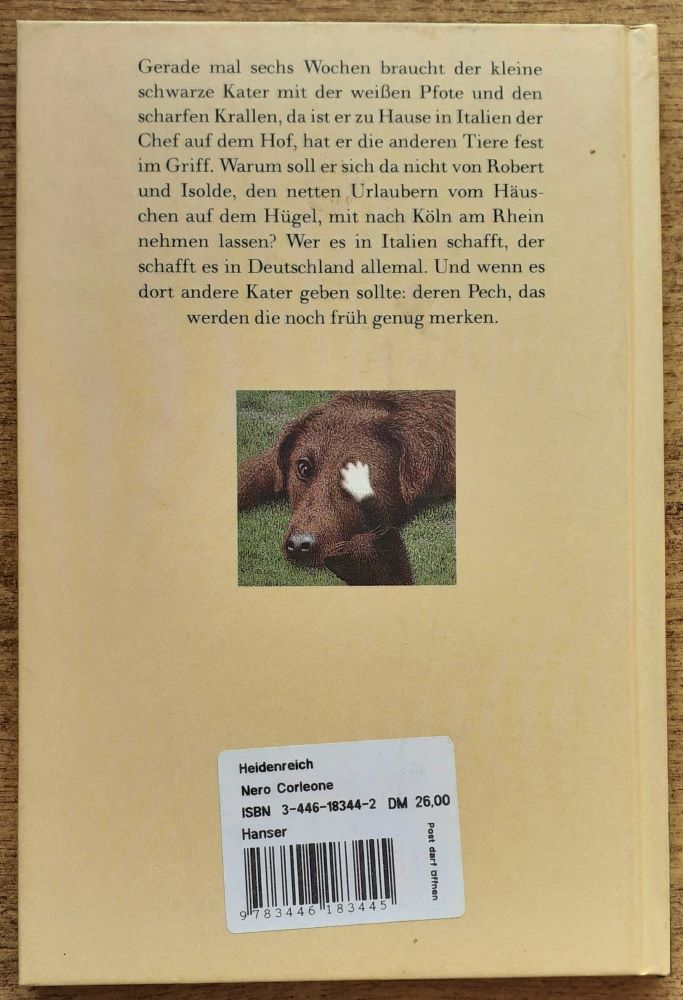 Gerade mal sechs Wochen braucht der kleine
schwarze Kater mit der weißen Pfote und den
scharfen Krallen, da ist er zu Hause in Italien der
Chef auf dem Hof, hat er die anderen Tiere fest
im Griff. Warum soll er sich da nicht von Robert
und Isolde, den netten Urlaubern vom Häus-
chen auf dem Hügel, mit nach Köln am Rhein
nehmen lassen? Wer es in Italien schafft, der
schafft es in Deutschland allemal. Und wenn es
dort andere Kater geben sollte: deren Pech, das
werden die noch früh genug merken.
Heidenreich
Nero Corleone
ISBN 3-446-18344-2 DM 26,00
Hanser
Post darf öffnen
9 783446 183445